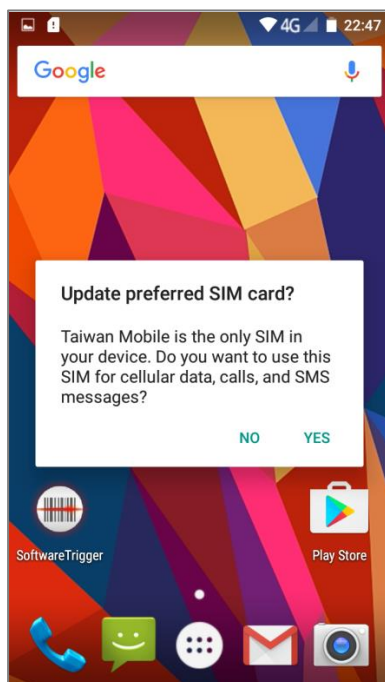 4G 22:47
Google
Update preferred SIM card?
Taiwan Mobile is the only SIM in
your device. Do you want to use this
SIM for cellular data, calls, and SMS
messages?
NO YES
SoftwareTrigger Play Store